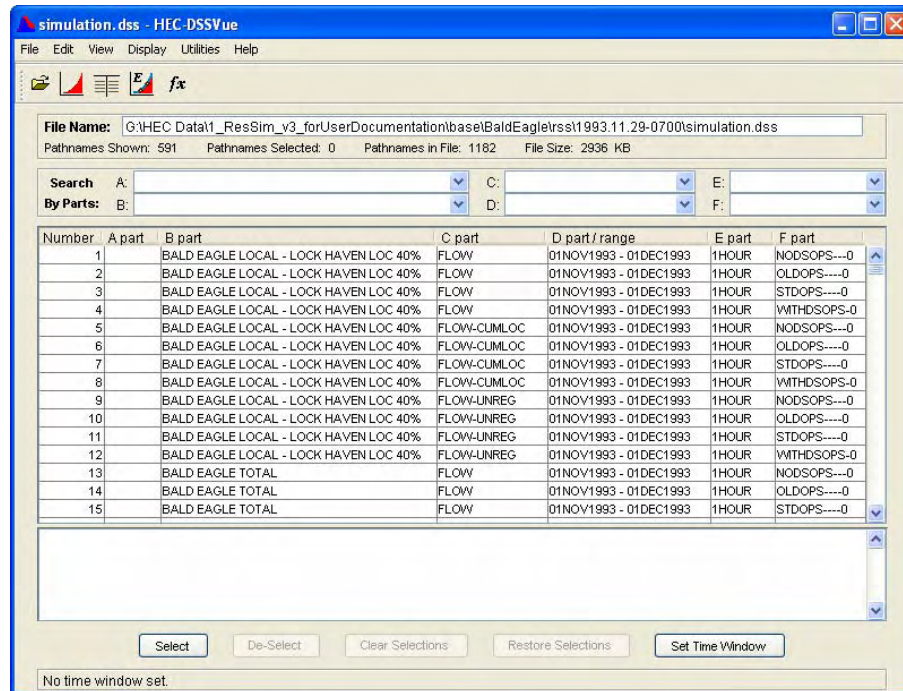 simulation.dss - HEC-DSSVue
File Edit View Display Utilities Help
E fx
File Name: G:\HEC Data\1_ResSim_v3_forUserDocumentation\base\BaldEagle\rss\1993.11.29-0700\simulation.dss
Pathnames Shown: 591 Pathnames Selected: 0 Pathnames in File: 1182 File Size: 2936 KB
Search A: C: E:
By Parts: B: D: F:
Number A part B part C part D part / range E part F part
1 BALD EAGLE LOCAL - LOCK HAVEN LOC 40% FLOW 01NOV1993 - 01DEC1993 1HOUR NODSOPS---0
2 BALD EAGLE LOCAL - LOCK HAVEN LOC 40% FLOW 01NOV1993 - 01DEC1993 1HOUR OLDOPS----0
3 BALD EAGLE LOCAL - LOCK HAVEN LOC 40% FLOW 01NOV1993 - 01DEC1993 1HOUR STDOPS----0
4 BALD EAGLE LOCAL - LOCK HAVEN LOC 40% FLOW 01NOV1993 - 01DEC1993 1HOUR WITHDSOPS-0
5 BALD EAGLE LOCAL - LOCK HAVEN LOC 40% FLOW-CUMLOC 01NOV1993 - 01DEC1993 1HOUR NODSOPS---0
6 BALD EAGLE LOCAL - LOCK HAVEN LOC 40% FLOW-CUMLOC 01NOV1993 - 01DEC1993 1HOUR OLDOPS----0
7 BALD EAGLE LOCAL - LOCK HAVEN LOC 40% FLOW-CUMLOC 01NOV1993 - 01DEC1993 1HOUR STDOPS----0
8 BALD EAGLE LOCAL - LOCK HAVEN LOC 40% FLOW-CUMLOC 01NOV1993 - 01DEC1993 1HOUR WITHDSOPS-0
9 BALD EAGLE LOCAL - LOCK HAVEN LOC 40% FLOW-UNREG 01NOV1993 - 01DEC1993 1HOUR NODSOPS---0
10 BALD EAGLE LOCAL - LOCK HAVEN LOC 40% FLOW-UNREG 01NOV1993 - 01DEC1993 1HOUR OLDOPS----0
11 BALD EAGLE LOCAL - LOCK HAVEN LOC 40% FLOW-UNREG 01NOV1993 - 01DEC1993 1HOUR STDOPS----0
12 BALD EAGLE LOCAL - LOCK HAVEN LOC 40% FLOW-UNREG 01NOV1993 - 01DEC1993 1HOUR WITHDSOPS-0
13 BALD EAGLE TOTAL FLOW 01NOV1993 - 01DEC1993 1HOUR NODSOPS---0
14 BALD EAGLE TOTAL FLOW 01NOV1993 - 01DEC1993 1HOUR OLDOPS----0
15 BALD EAGLE TOTAL FLOW 01NOV1993 - 01DEC1993 1HOUR STDOPS----0
Select De-Select Clear Selections Restore Selections Set Time Window
No time window set.